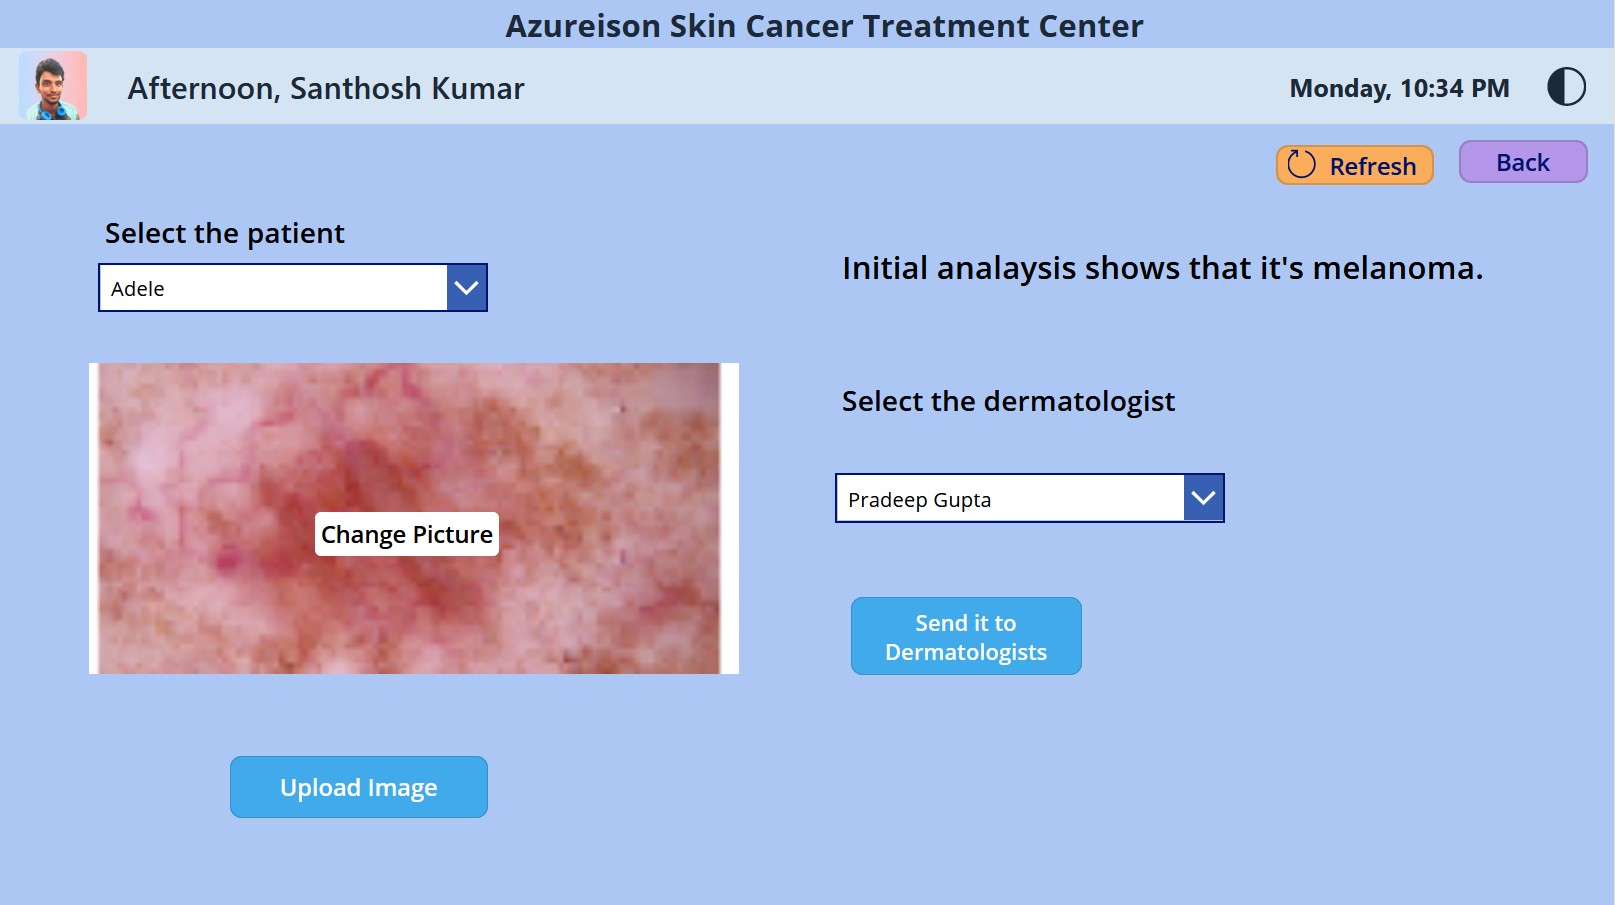 Azureison Skin Cancer Treatment Center
Afternoon, Santhosh Kumar
Monday, 10:34 PM
Refresh
Back
Select the patient
Adele
Initial analaysis shows that it's melanoma.
Change Picture
Select the dermatologist
Pradeep Gupta
Send it to
Dermatologists
Upload Image